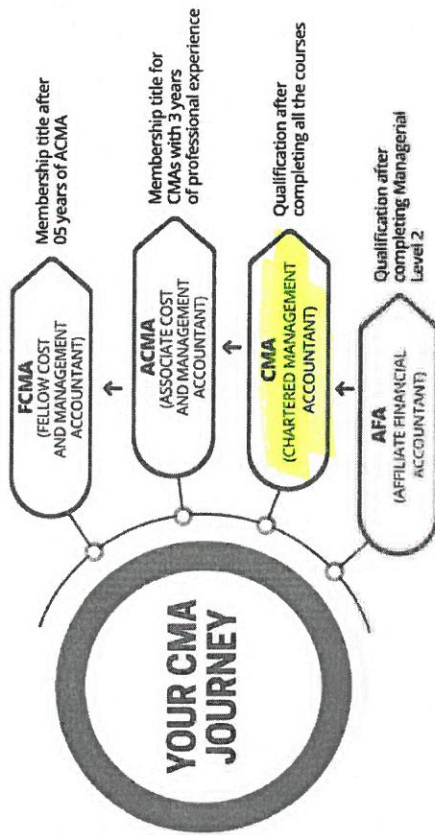 YOUR CMA
JOURNEY
FCMA
(FELLOW COST
AND MANAGEMENT
ACCOUNTANT)
Membership title after
05 years of ACMA
ACMA
(ASSOCIATE COST
AND MANAGEMENT
ACCOUNTANT)
Membership title for
CMAs with 3 years
of professional experience
CMA
(CHARTERED MANAGEMENT
ACCOUNTANT)
Qualification after
completing all the courses
AFA
(AFFILIATE FINANCIAL
ACCOUNTANT)
Qualification after
completing Managerial
Level 2